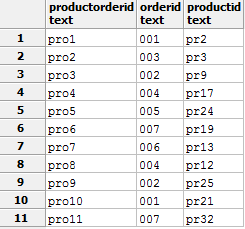 productorderid orderid productid
text text text
1 pro1 001 pr2
2 pro2 003 pr3
3 pro3 002 pr9
4 pro4 004 pr17
5 pro5 005 pr24
6 pro6 007 pr19
7 pro7 006 pr13
8 pro8 004 pr12
9 pro9 002 pr25
10 pro10 001 pr21
11 pro11 007 pr32